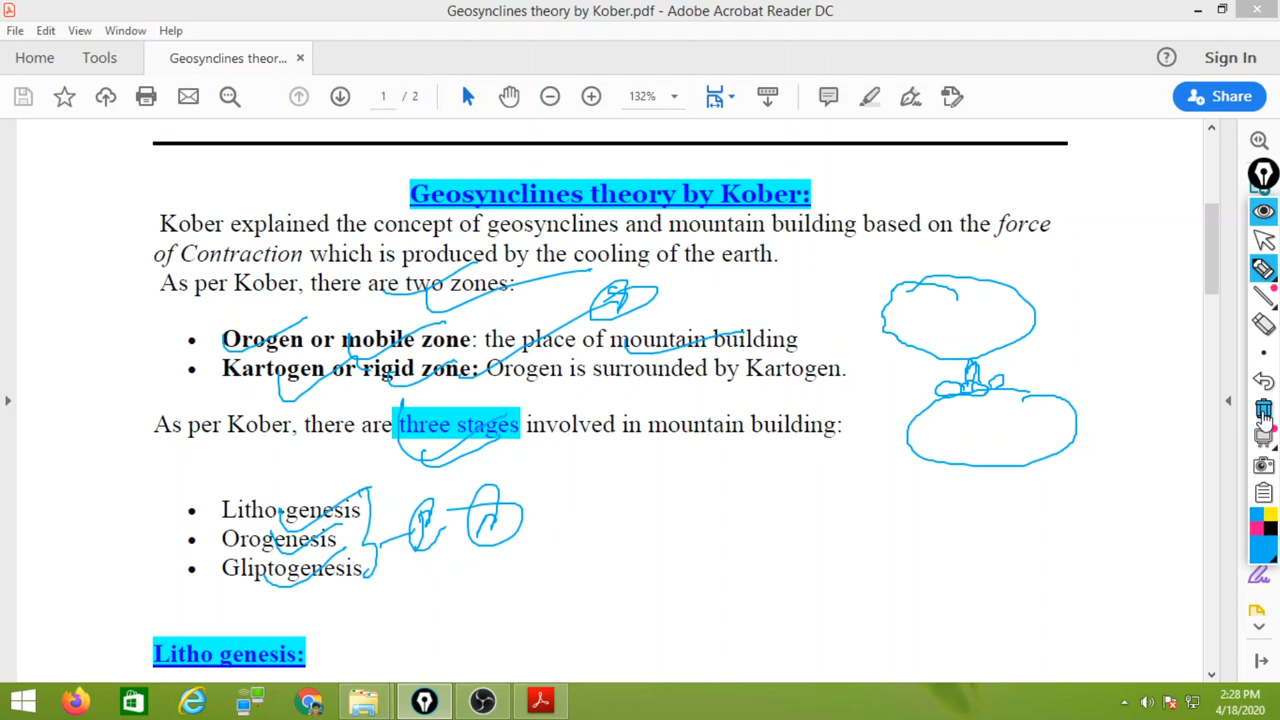 Geosynclines theory by Kober.pdf - Adobe Acrobat Reader DC
File Edit View Window Help
Home Tools Geosynclines theor... × Sign In
1 / 2 132% Share
Geosynclines theory by Kober:
Kober explained the concept of geosynclines and mountain building based on the force
of Contraction which is produced by the cooling of the earth.
As per Kober, there are two zones:
• Orogen or mobile zone: the place of mountain building
• Kartogen or rigid zone: Orogen is surrounded by Kartogen.
As per Kober, there are three stages involved in mountain building:
• Litho genesis
• Orogenesis
• Gliptogenesis
Litho genesis:
2:28 PM
4/18/2020